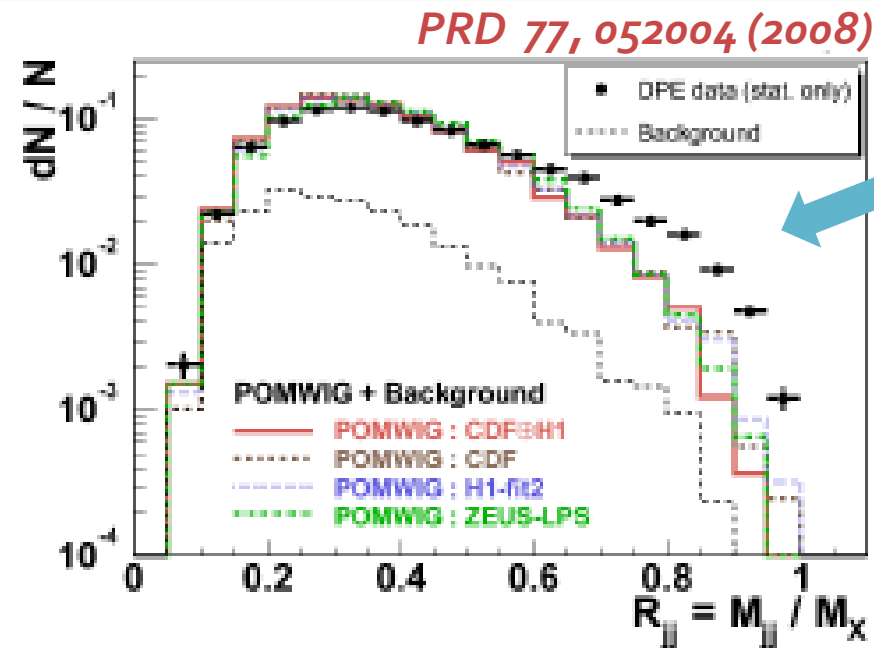 PRD 77, 052004 (2008)
dN / N
DPE data (stat. only)
Background
10⁻¹
10⁻²
10⁻³
10⁻⁴
POMWIG + Background
POMWIG : CDF⊕H1
POMWIG : CDF
POMWIG : H1-fit2
POMWIG : ZEUS-LPS
0 0.2 0.4 0.6 0.8 1
R_jj = M_jj / M_X